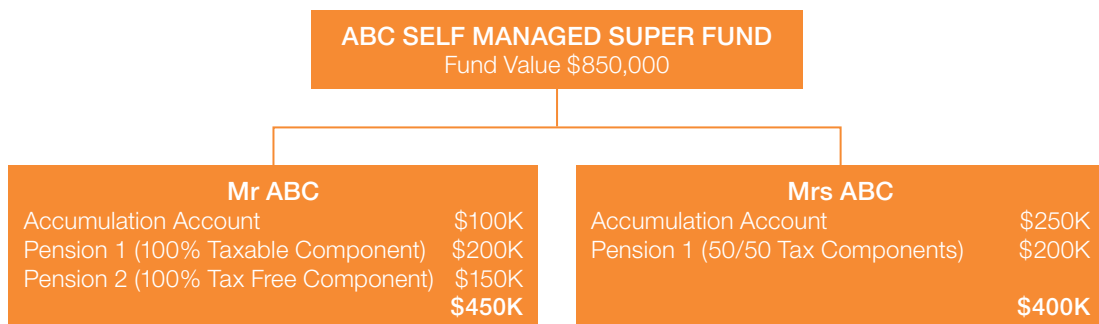 ABC SELF MANAGED SUPER FUND
Fund Value $850,000
Mr ABC
Accumulation Account $100K
Pension 1 (100% Taxable Component) $200K
Pension 2 (100% Tax Free Component) $150K
$450K
Mrs ABC
Accumulation Account $250K
Pension 1 (50/50 Tax Components) $200K
$400K